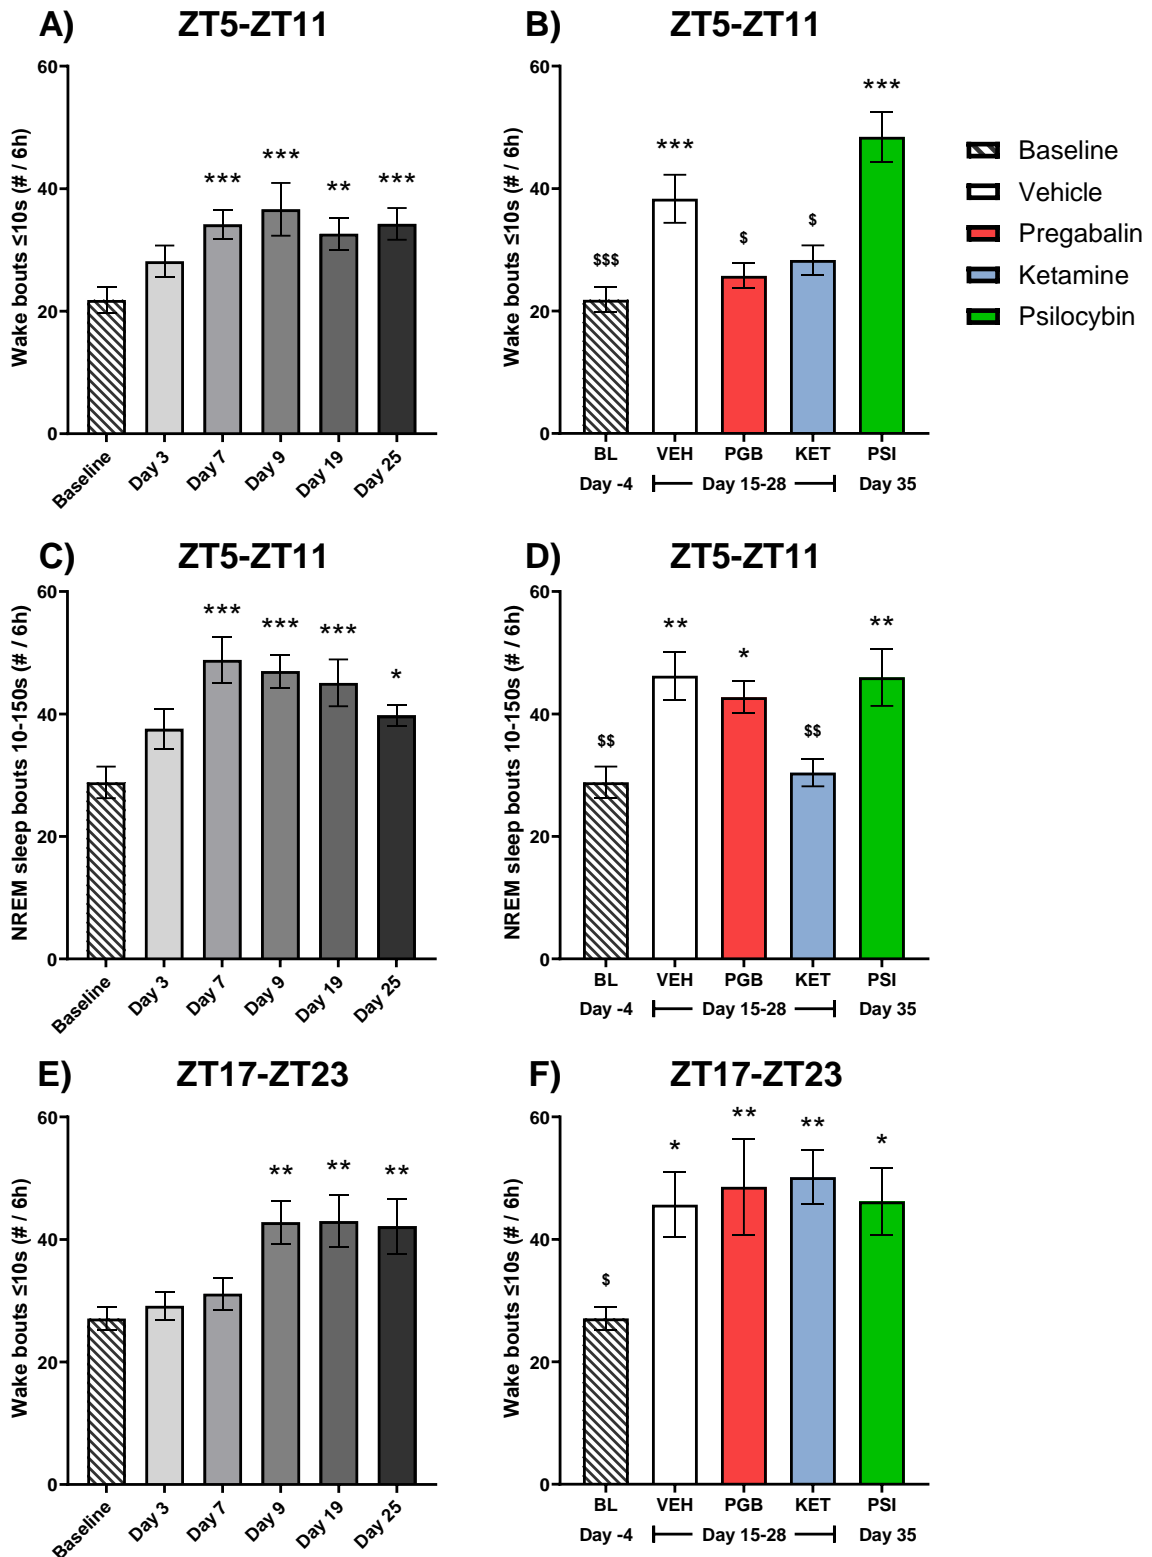 A) ZT5-ZT11
Wake bouts ≤10s (# / 6h)
60
40
20
0
***
***
**
***
Baseline
Day 3
Day 7
Day 9
Day 19
Day 25
B) ZT5-ZT11
Wake bouts ≤10s (# / 6h)
60
40
20
0
$$$
***
$
$
***
BL VEH PGB KET PSI
Day -4 Day 15-28 Day 35
Baseline
Vehicle
Pregabalin
Ketamine
Psilocybin
C) ZT5-ZT11
NREM sleep bouts 10-150s (# / 6h)
60
40
20
0
***
***
***
*
Baseline
Day 3
Day 7
Day 9
Day 19
Day 25
D) ZT5-ZT11
NREM sleep bouts 10-150s (# / 6h)
60
40
20
0
$$
**
*
$$
**
BL VEH PGB KET PSI
Day -4 Day 15-28 Day 35
E) ZT17-ZT23
Wake bouts ≤10s (# / 6h)
60
40
20
0
**
**
**
Baseline
Day 3
Day 7
Day 9
Day 19
Day 25
F) ZT17-ZT23
Wake bouts ≤10s (# / 6h)
60
40
20
0
$
*
**
**
*
BL VEH PGB KET PSI
Day -4 Day 15-28 Day 35